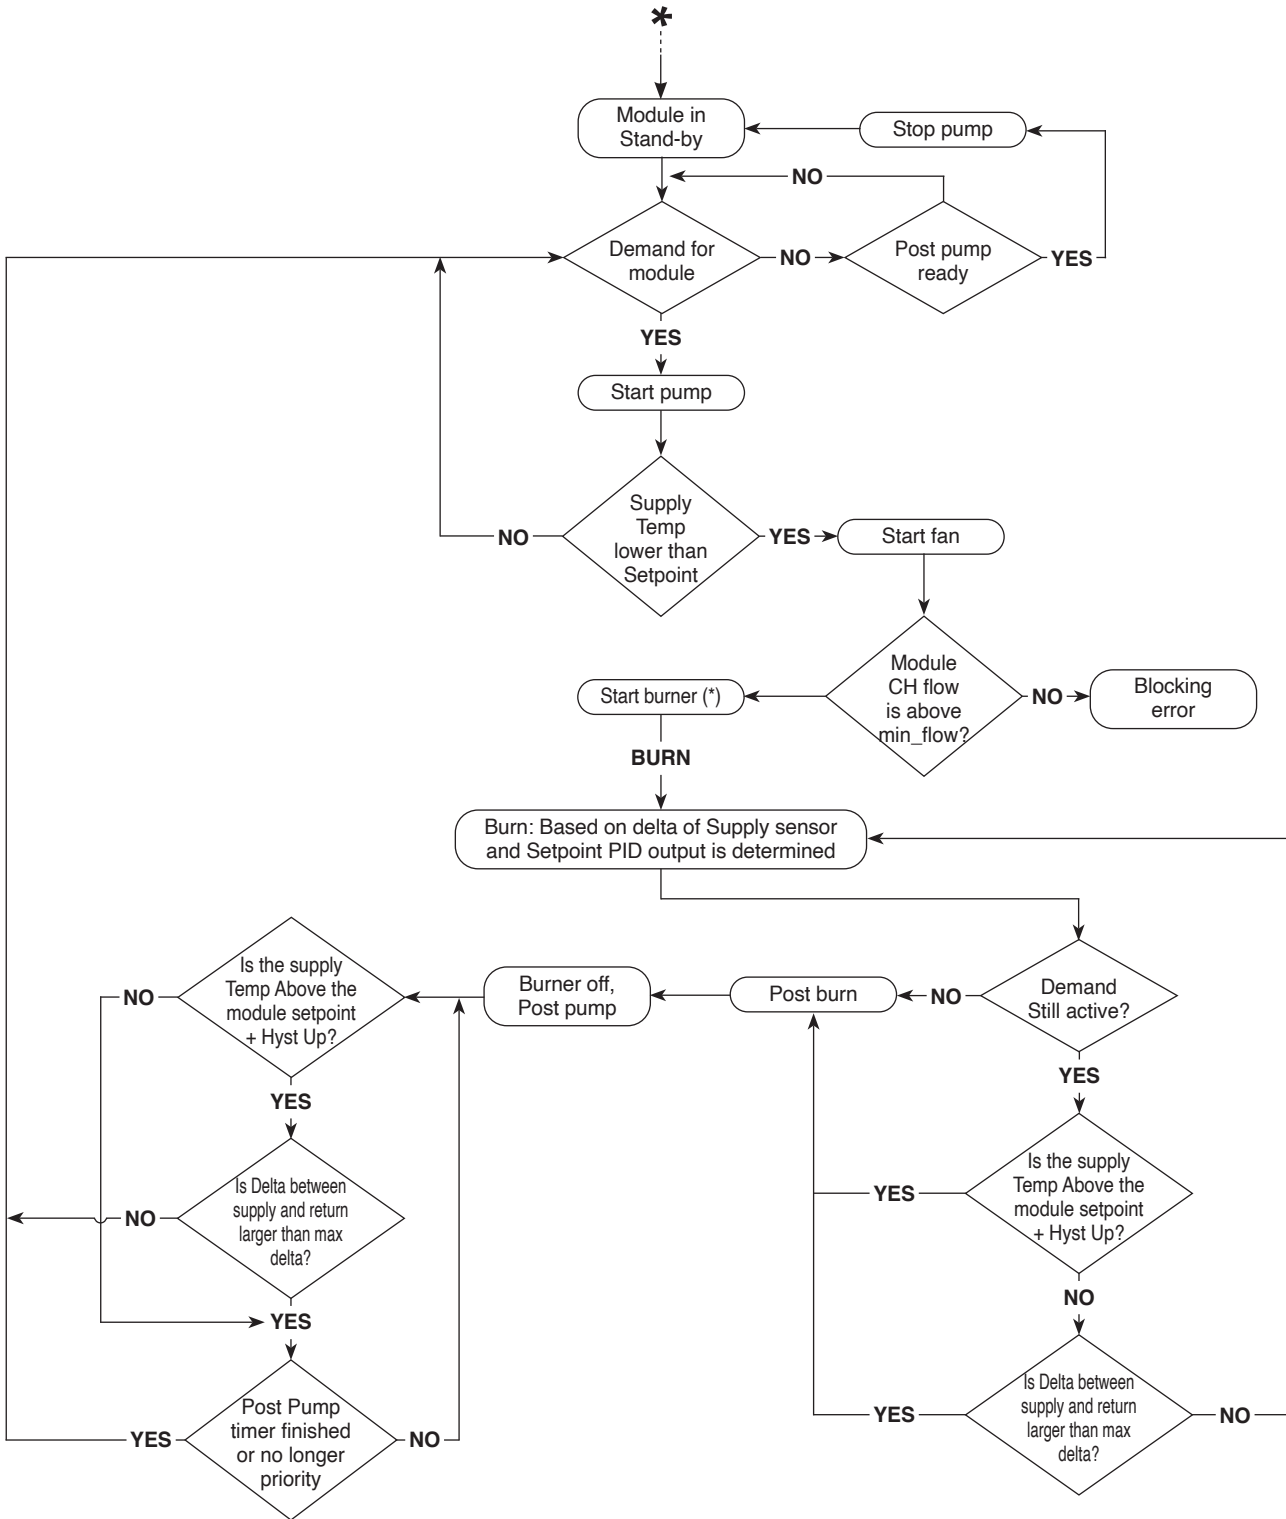 *
Module in
Stand-by
Stop pump
NO
Demand for
module
NO
Post pump
ready
YES
YES
Start pump
Supply
Temp
lower than
Setpoint
NO
YES
Start fan
Module
CH flow
is above
min_flow?
NO
Blocking
error
Start burner (*)
BURN
Burn: Based on delta of Supply sensor
and Setpoint PID output is determined
Is the supply
Temp Above the
module setpoint
+ Hyst Up?
NO
Burner off,
Post pump
Post burn
NO
Demand
Still active?
YES
YES
Is the supply
Temp Above the
module setpoint
+ Hyst Up?
YES
Is Delta between
supply and return
larger than max
delta?
NO
NO
YES
Is Delta between
supply and return
larger than max
delta?
YES
NO
Post Pump
timer finished
or no longer
priority
YES
NO